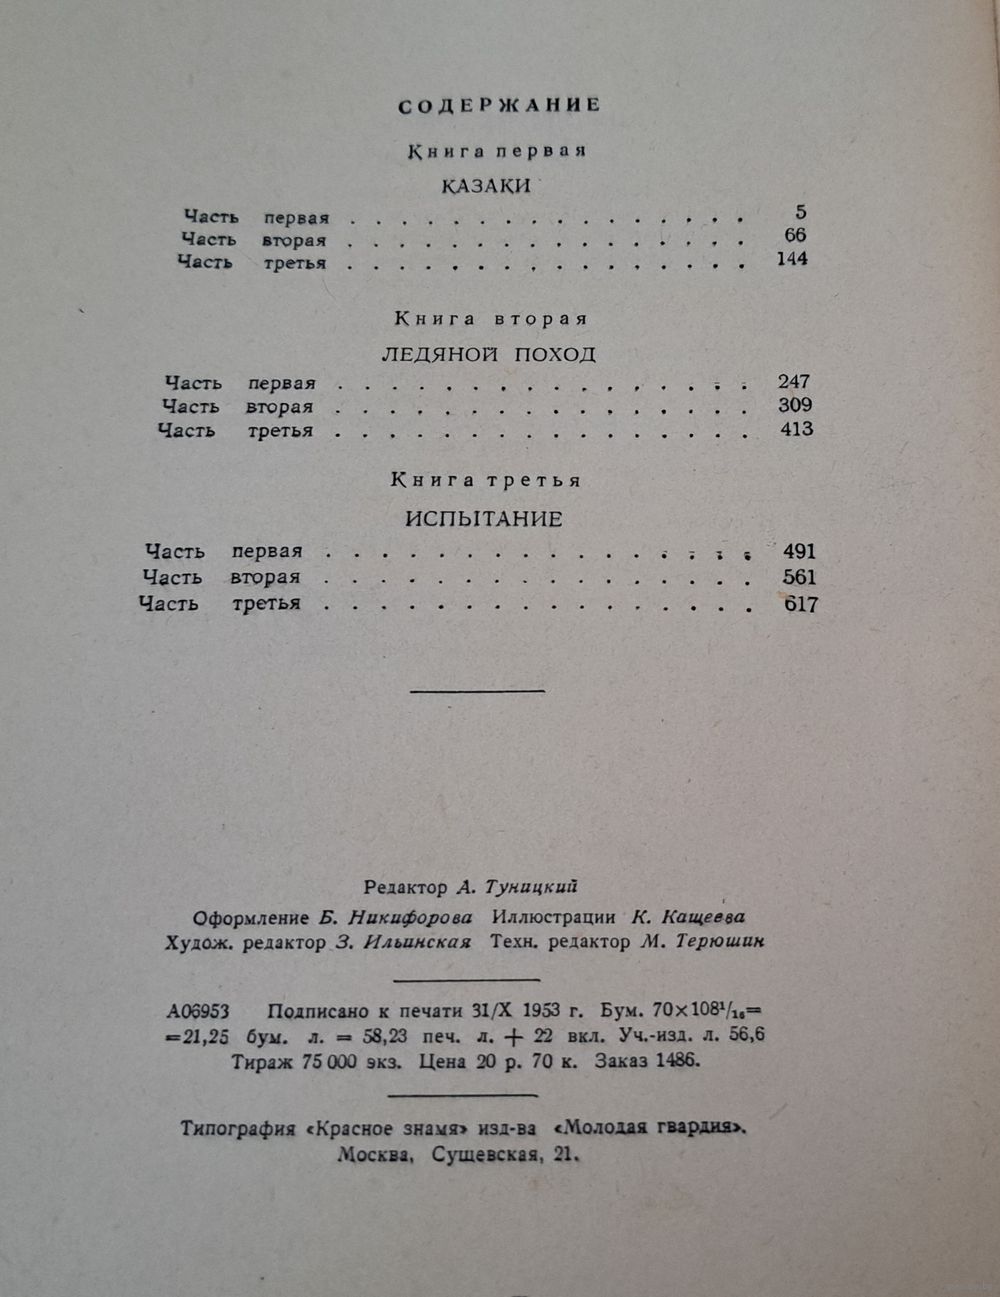 СОДЕРЖАНИЕ
Книга первая
КАЗАКИ
Часть первая . . . . . . . . . . . . . . . . 5
Часть вторая . . . . . . . . . . . . . . . . 66
Часть третья . . . . . . . . . . . . . . . . 144
Книга вторая
ЛЕДЯНОЙ ПОХОД
Часть первая . . . . . . . . . . . . . . . . 247
Часть вторая . . . . . . . . . . . . . . . . 309
Часть третья . . . . . . . . . . . . . . . . 413
Книга третья
ИСПЫТАНИЕ
Часть первая . . . . . . . . . . . . . . . . 491
Часть вторая . . . . . . . . . . . . . . . . 561
Часть третья . . . . . . . . . . . . . . . . 617
Редактор А. Туницкий
Оформление Б. Никифорова Иллюстрации К. Кащеева
Худож. редактор З. Ильинская Техн. редактор М. Терюшин
А06953 Подписано к печати 31/X 1953 г. Бум. 70×108¹/₁₆=
=21,25 бум. л. = 58,23 печ. л. + 22 вкл. Уч.-изд. л. 56,6
Тираж 75 000 экз. Цена 20 р. 70 к. Заказ 1486.
Типография «Красное знамя» изд-ва «Молодая гвардия».
Москва, Сущевская, 21.